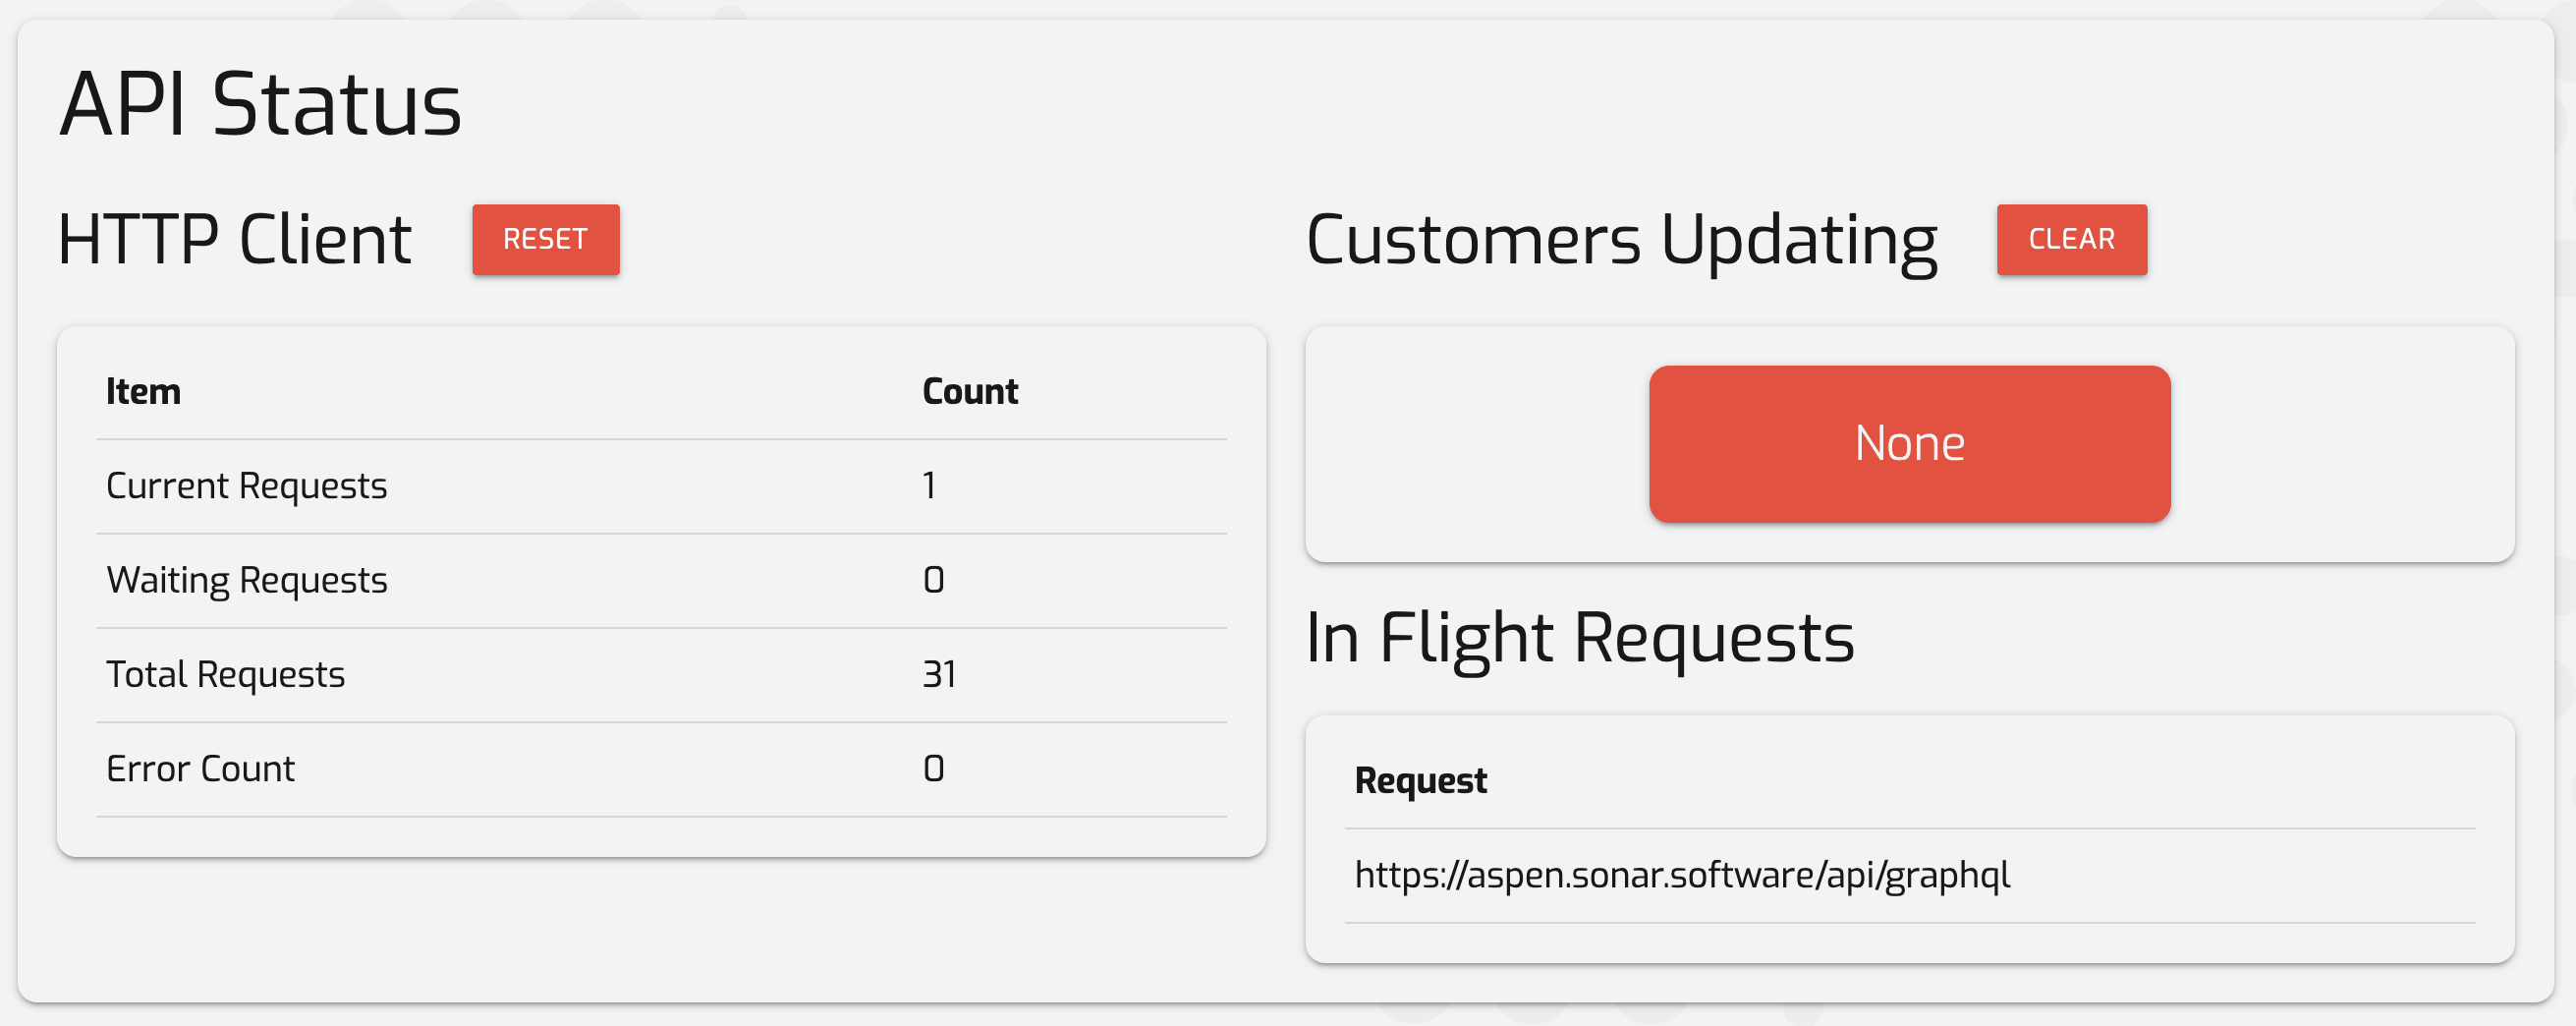 API Status
HTTP Client RESET
Item Count
Current Requests 1
Waiting Requests 0
Total Requests 31
Error Count 0
Customers Updating CLEAR
None
In Flight Requests
Request
https://aspen.sonar.software/api/graphql